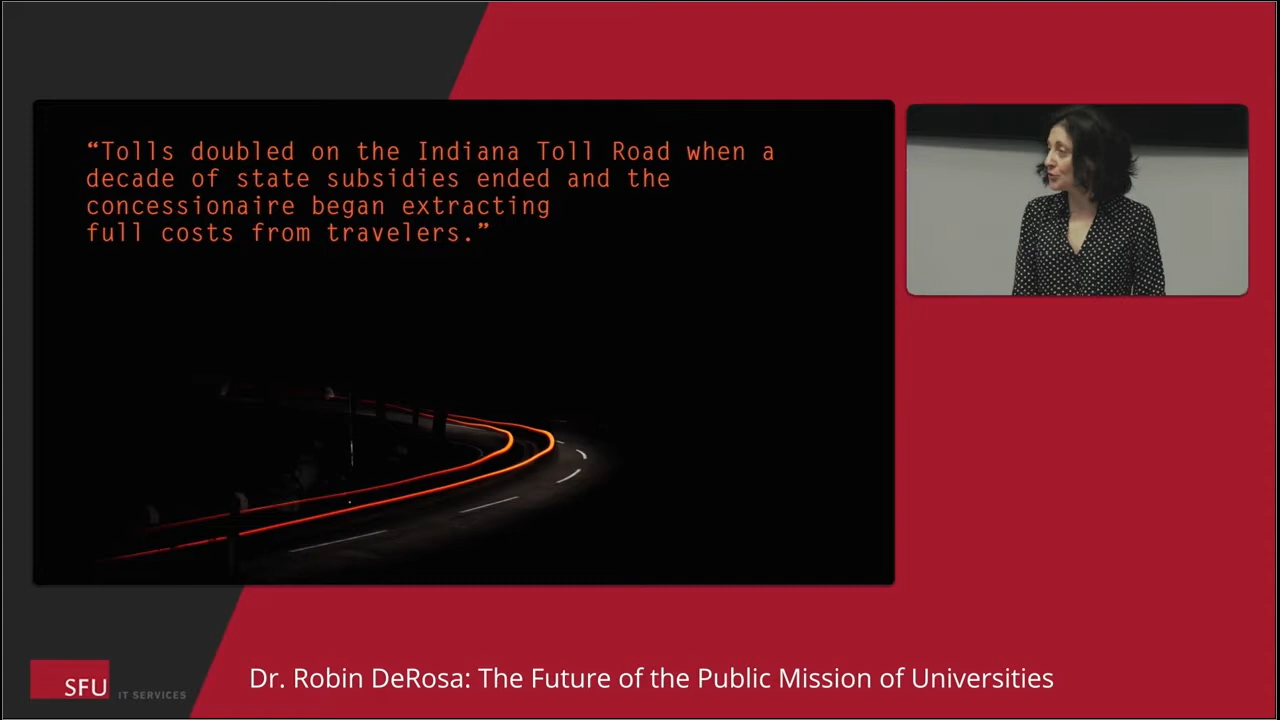 “Tolls doubled on the Indiana Toll Road when a
decade of state subsidies ended and the
concessionaire began extracting
full costs from travelers.”
SFU IT SERVICES
Dr. Robin DeRosa: The Future of the Public Mission of Universities